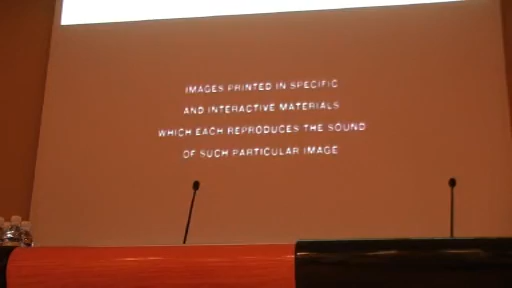 IMAGES PRINTED IN SPECIFIC
AND INTERACTIVE MATERIALS
WHICH EACH REPRODUCES THE SOUND
OF SUCH PARTICULAR IMAGE